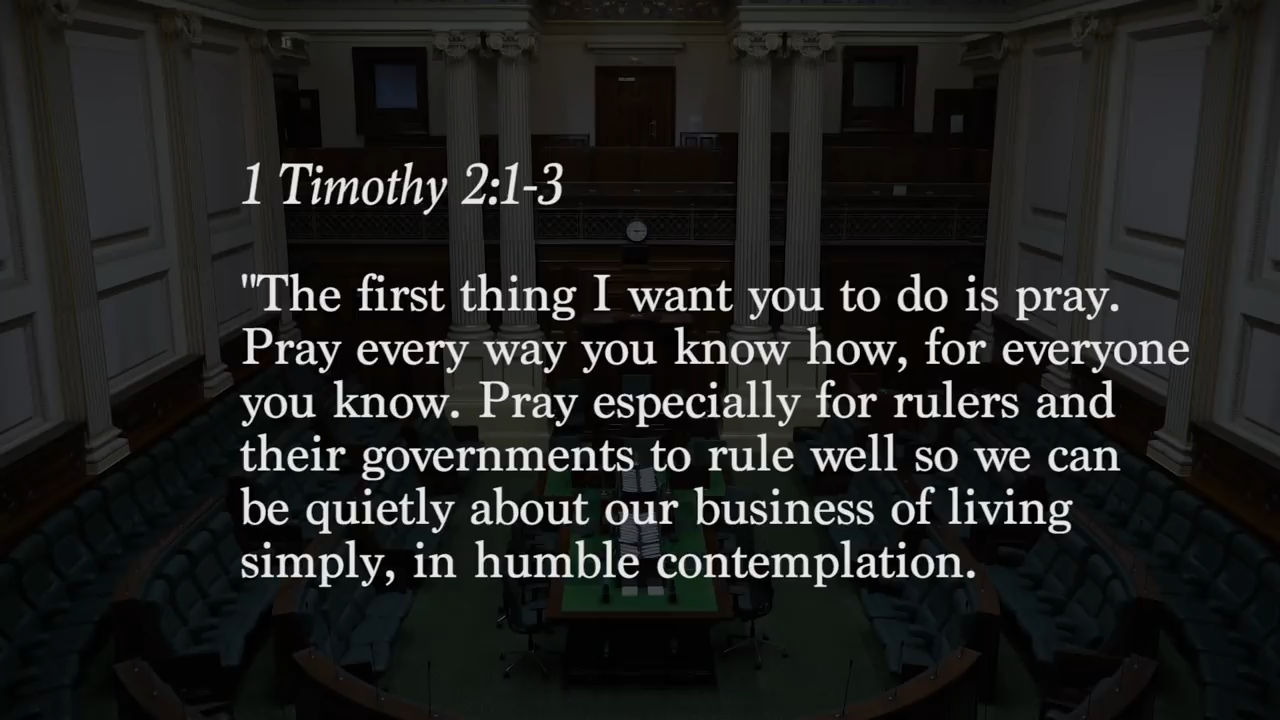 1 Timothy 2:1-3
"The first thing I want you to do is pray.
Pray every way you know how, for everyone
you know. Pray especially for rulers and
their governments to rule well so we can
be quietly about our business of living
simply, in humble contemplation.